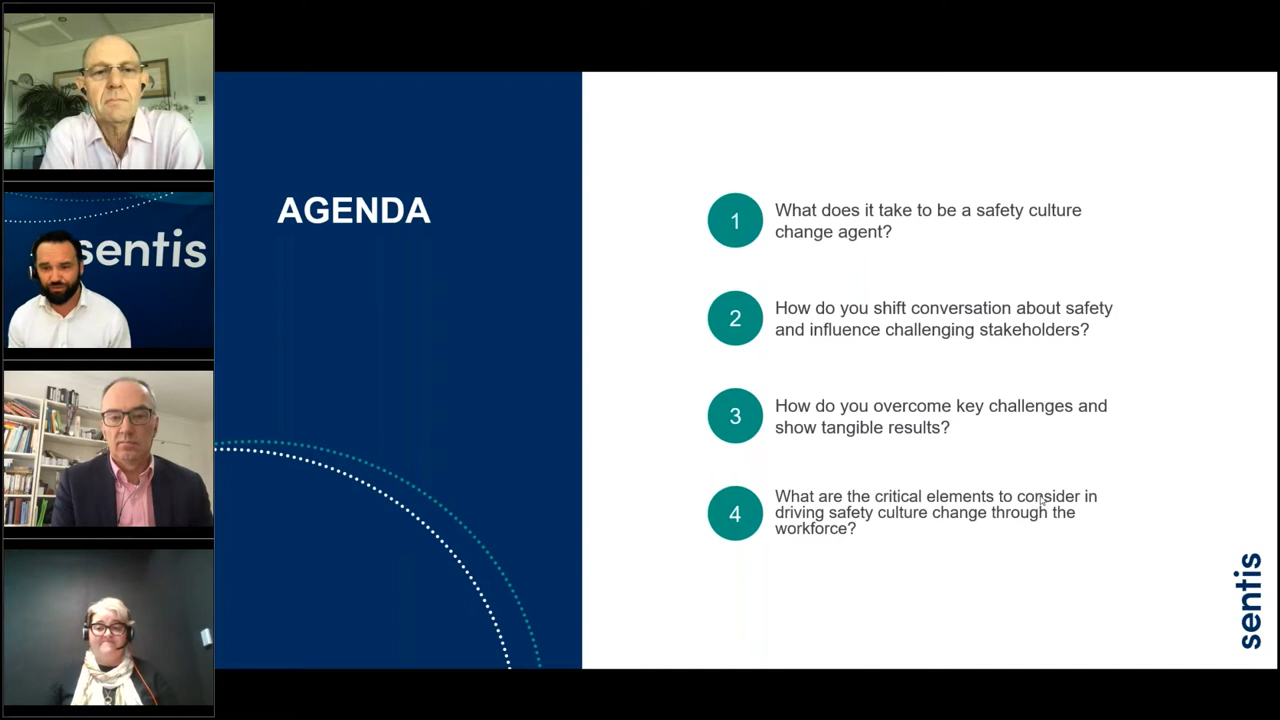 sentis
AGENDA
1
What does it take to be a safety culture
change agent?
2
How do you shift conversation about safety
and influence challenging stakeholders?
3
How do you overcome key challenges and
show tangible results?
4
What are the critical elements to consider in
driving safety culture change through the
workforce?
sentis